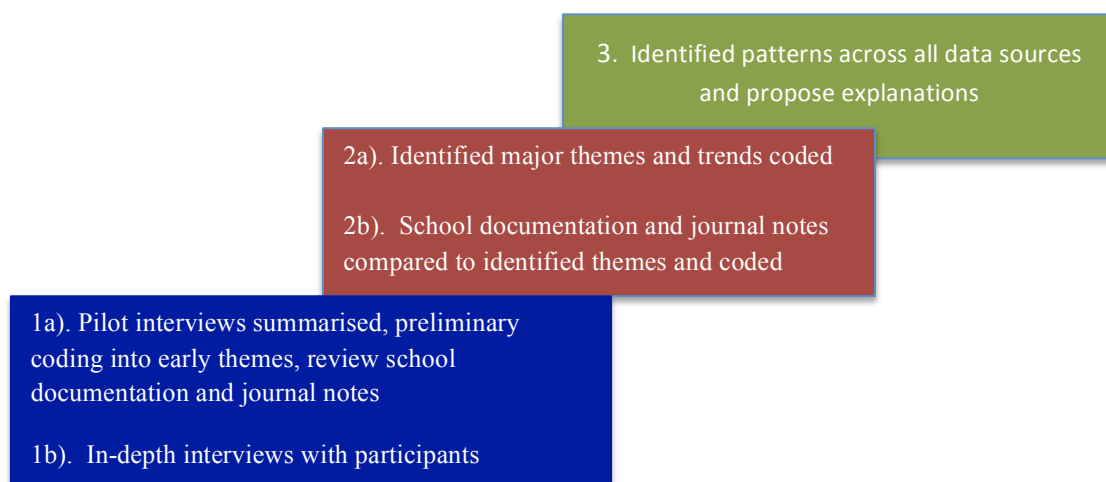 3. Identified patterns across all data sources
and propose explanations
2a). Identified major themes and trends coded
2b). School documentation and journal notes
compared to identified themes and coded
1a). Pilot interviews summarised, preliminary
coding into early themes, review school
documentation and journal notes
1b). In-depth interviews with participants